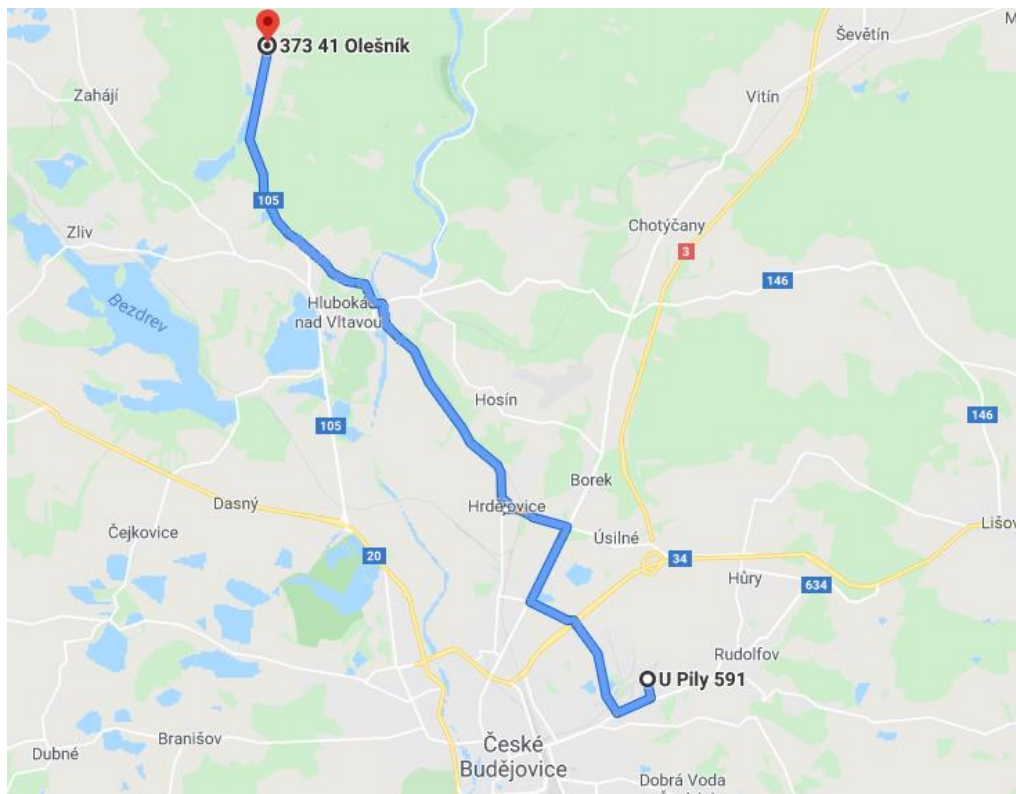 373 41 Olešník
Ševětín
M
Zahájí
Vitín
105
Chotýčany
Zliv
3
146
Bezdrev
Hluboká
nad Vltavou
Hosín
146
105
Borek
Dasný
Hrdějovice
Lišov
Čejkovice
Úsilné
20
34
Hůry
634
Rudolfov
U Pily 591
Branišov
České
Budějovice
Dubné
Dobrá Voda